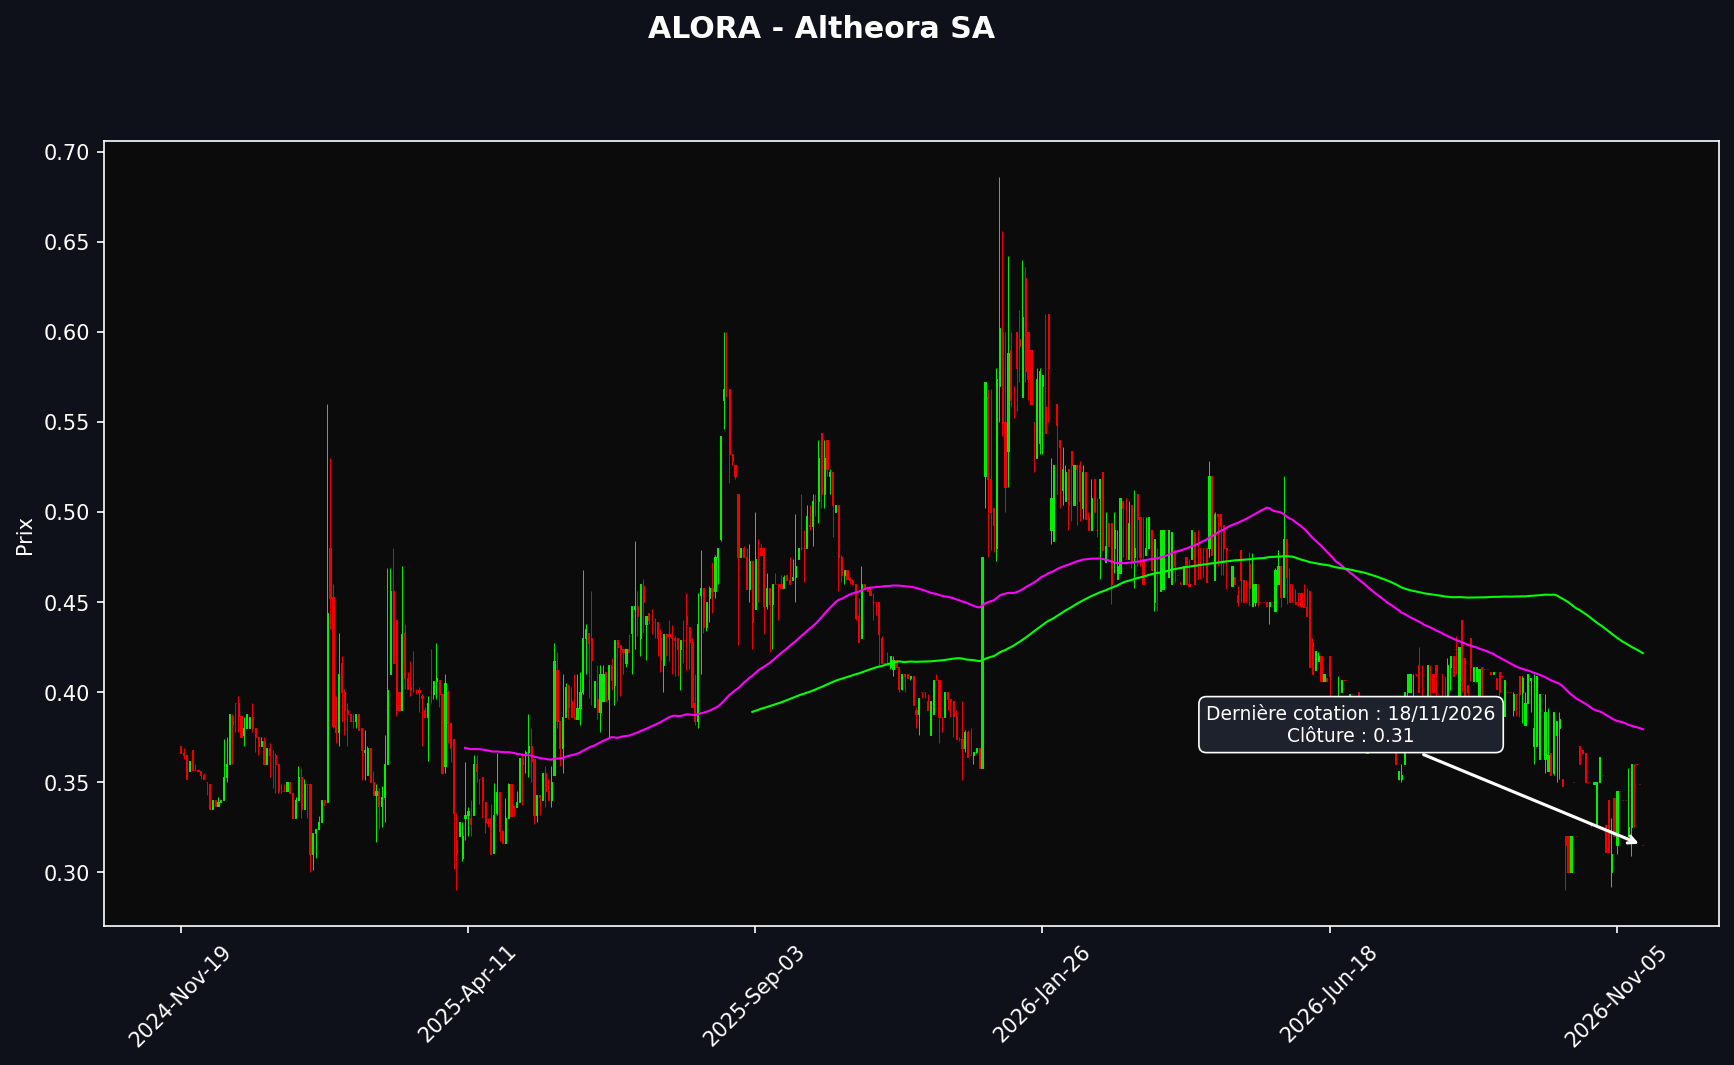 ALORA - Altheora SA
0.70
0.65
0.60
0.55
0.50
0.45
0.40
0.35
0.30
Prix
Dernière cotation : 18/11/2026
Clôture : 0.31
2024-Nov-19
2025-Apr-11
2025-Sep-03
2026-Jan-26
2026-Jun-18
2026-Nov-05